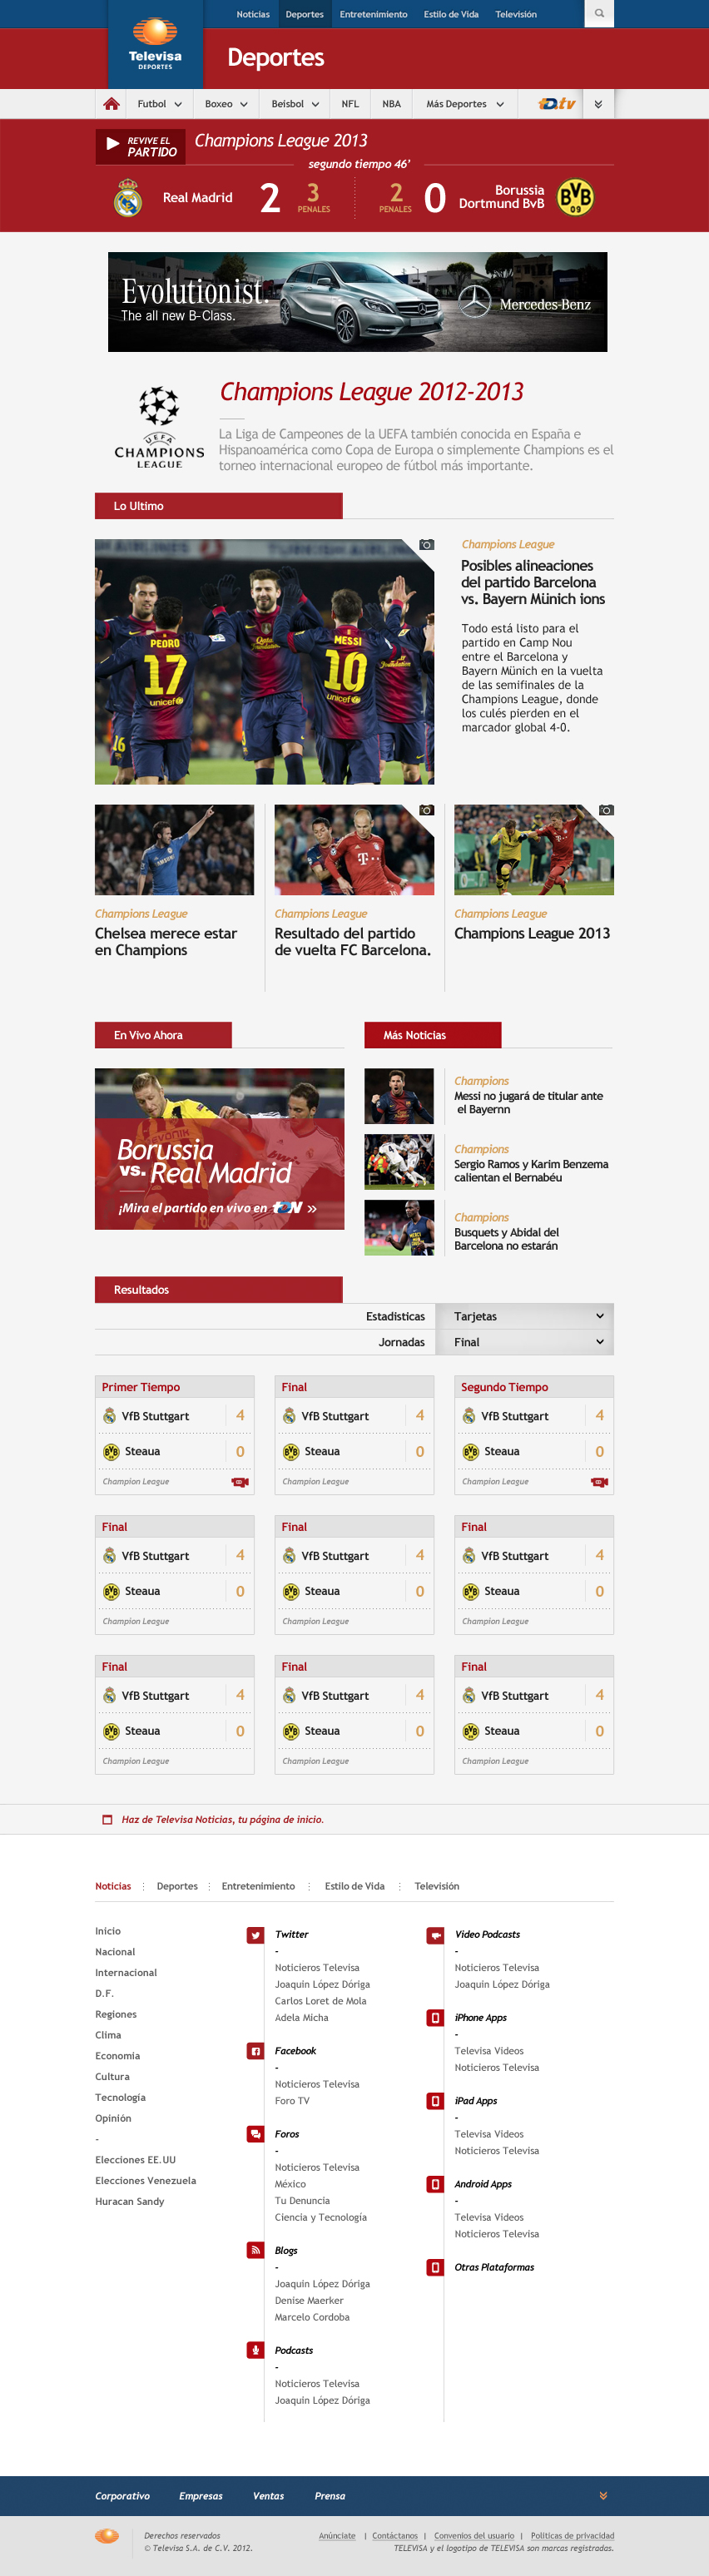 Noticias Deportes Entretenimiento Estilo de Vida Televisión
Televisa
DEPORTES
Deportes
Futbol Boxeo Beisbol NFL NBA Más Deportes TD.tv
REVIVE EL
PARTIDO
Champions League 2013
segundo tiempo 46'
Real Madrid 2 3 PENALES 2 PENALES 0 Borussia
Dortmund BvB
BVB
09
Evolutionist.
The all new B-Class.
Mercedes-Benz
UEFA
CHAMPIONS
LEAGUE
Champions League 2012-2013
La Liga de Campeones de la UEFA también conocida en España e
Hispanoamérica como Copa de Europa o simplemente Champions es el
torneo internacional europeo de fútbol más importante.
Lo Ultimo
PEDRO
17
unicef
MESSI
10
unicef
16
Champions League
Posibles alineaciones
del partido Barcelona
vs. Bayern Münich ions
Todo está listo para el
partido en Camp Nou
entre el Barcelona y
Bayern Münich en la vuelta
de las semifinales de la
Champions League, donde
los culés pierden en el
marcador global 4-0.
SAMSUNG
Champions League
Chelsea merece estar
en Champions
Champions League
Resultado del partido
de vuelta FC Barcelona.
Champions League
Champions League 2013
En Vivo Ahora
Borussia
vs. Real Madrid
¡Mira el partido en vivo en tdn »
Más Noticias
Champions
Messi no jugará de titular ante
el Bayernn
Champions
Sergio Ramos y Karim Benzema
calientan el Bernabéu
Champions
Busquets y Abidal del
Barcelona no estarán
Resultados
Estadisticas Tarjetas
Jornadas Final
Primer Tiempo
VfB Stuttgart 4
Steaua 0
Champion League
Final
VfB Stuttgart 4
Steaua 0
Champion League
Segundo Tiempo
VfB Stuttgart 4
Steaua 0
Champion League
Final
VfB Stuttgart 4
Steaua 0
Champion League
Final
VfB Stuttgart 4
Steaua 0
Champion League
Final
VfB Stuttgart 4
Steaua 0
Champion League
Final
VfB Stuttgart 4
Steaua 0
Champion League
Final
VfB Stuttgart 4
Steaua 0
Champion League
Final
VfB Stuttgart 4
Steaua 0
Champion League
Haz de Televisa Noticias, tu página de inicio.
Noticias Deportes Entretenimiento Estilo de Vida Televisión
Inicio
Nacional
Internacional
D.F.
Regiones
Clima
Economía
Cultura
Tecnología
Opinión
-
Elecciones EE.UU
Elecciones Venezuela
Huracan Sandy
Twitter
-
Noticieros Televisa
Joaquin López Dóriga
Carlos Loret de Mola
Adela Micha
Facebook
-
Noticieros Televisa
Foro TV
Foros
-
Noticieros Televisa
México
Tu Denuncia
Ciencia y Tecnología
Blogs
-
Joaquin López Dóriga
Denise Maerker
Marcelo Cordoba
Podcasts
-
Noticieros Televisa
Joaquin López Dóriga
Video Podcasts
-
Noticieros Televisa
Joaquin López Dóriga
iPhone Apps
-
Televisa Videos
Noticieros Televisa
iPad Apps
-
Televisa Videos
Noticieros Televisa
Android Apps
-
Televisa Videos
Noticieros Televisa
Otras Plataformas
Corporativo Empresas Ventas Prensa
Derechos reservados
© Televisa S.A. de C.V. 2012.
Anúnciate | Contáctanos | Convenios del usuario | Políticas de privacidad
TELEVISA y el logotipo de TELEVISA son marcas registradas.